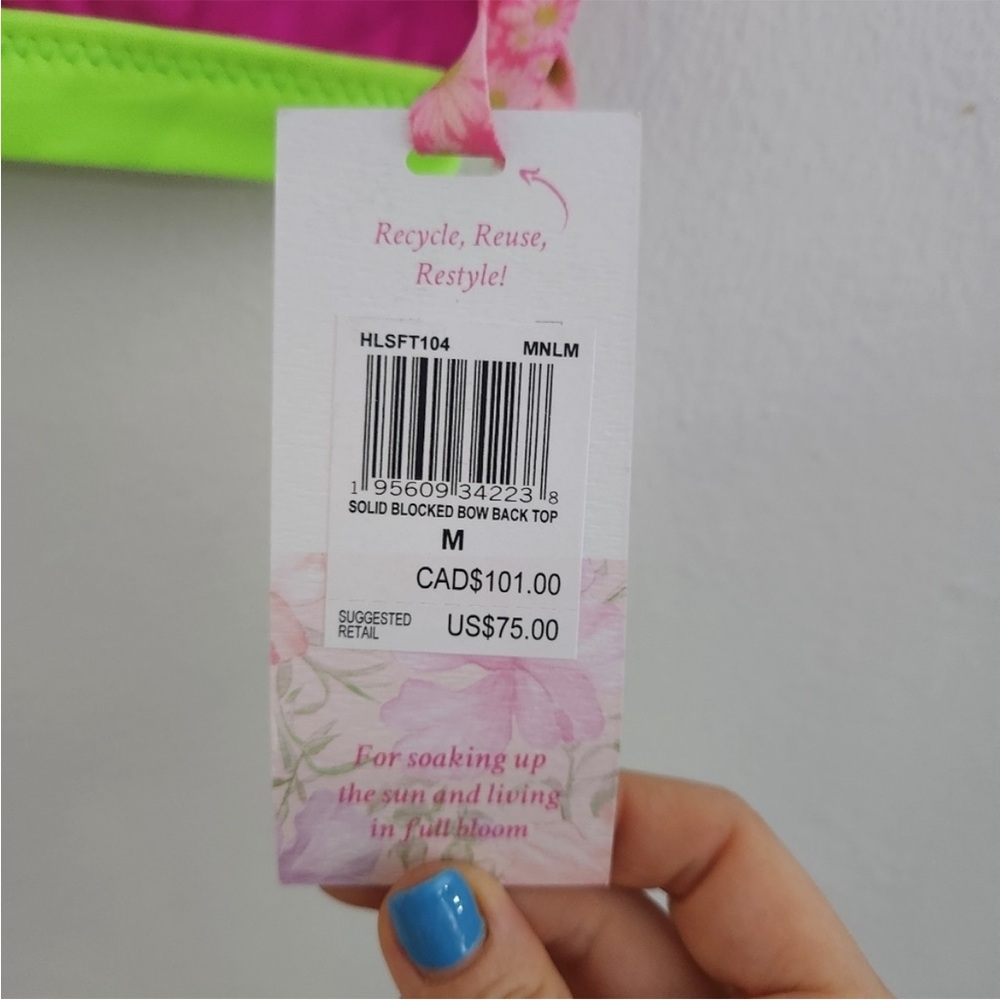 Recycle, Reuse,
Restyle!
HLSFT104 MNLM
1 95609 34223 8
SOLID BLOCKED BOW BACK TOP
M
CAD$101.00
SUGGESTED
RETAIL US$75.00
For soaking up
the sun and living
in full bloom